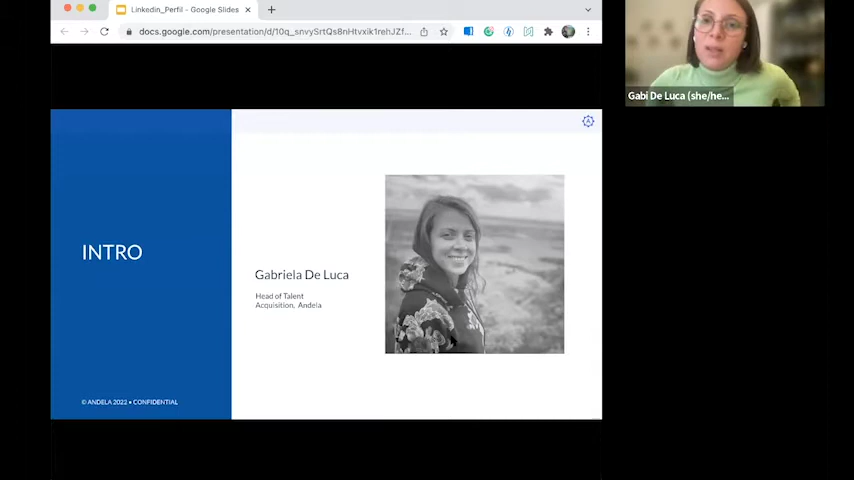 Linkedin_Perfil - Google Slides
docs.google.com/presentation/d/10q_snvySrtQs8nHtvxik1rehJZf...
Gabi De Luca (she/he...
INTRO
Gabriela De Luca
Head of Talent
Acquisition, Andela
© ANDELA 2022 • CONFIDENTIAL